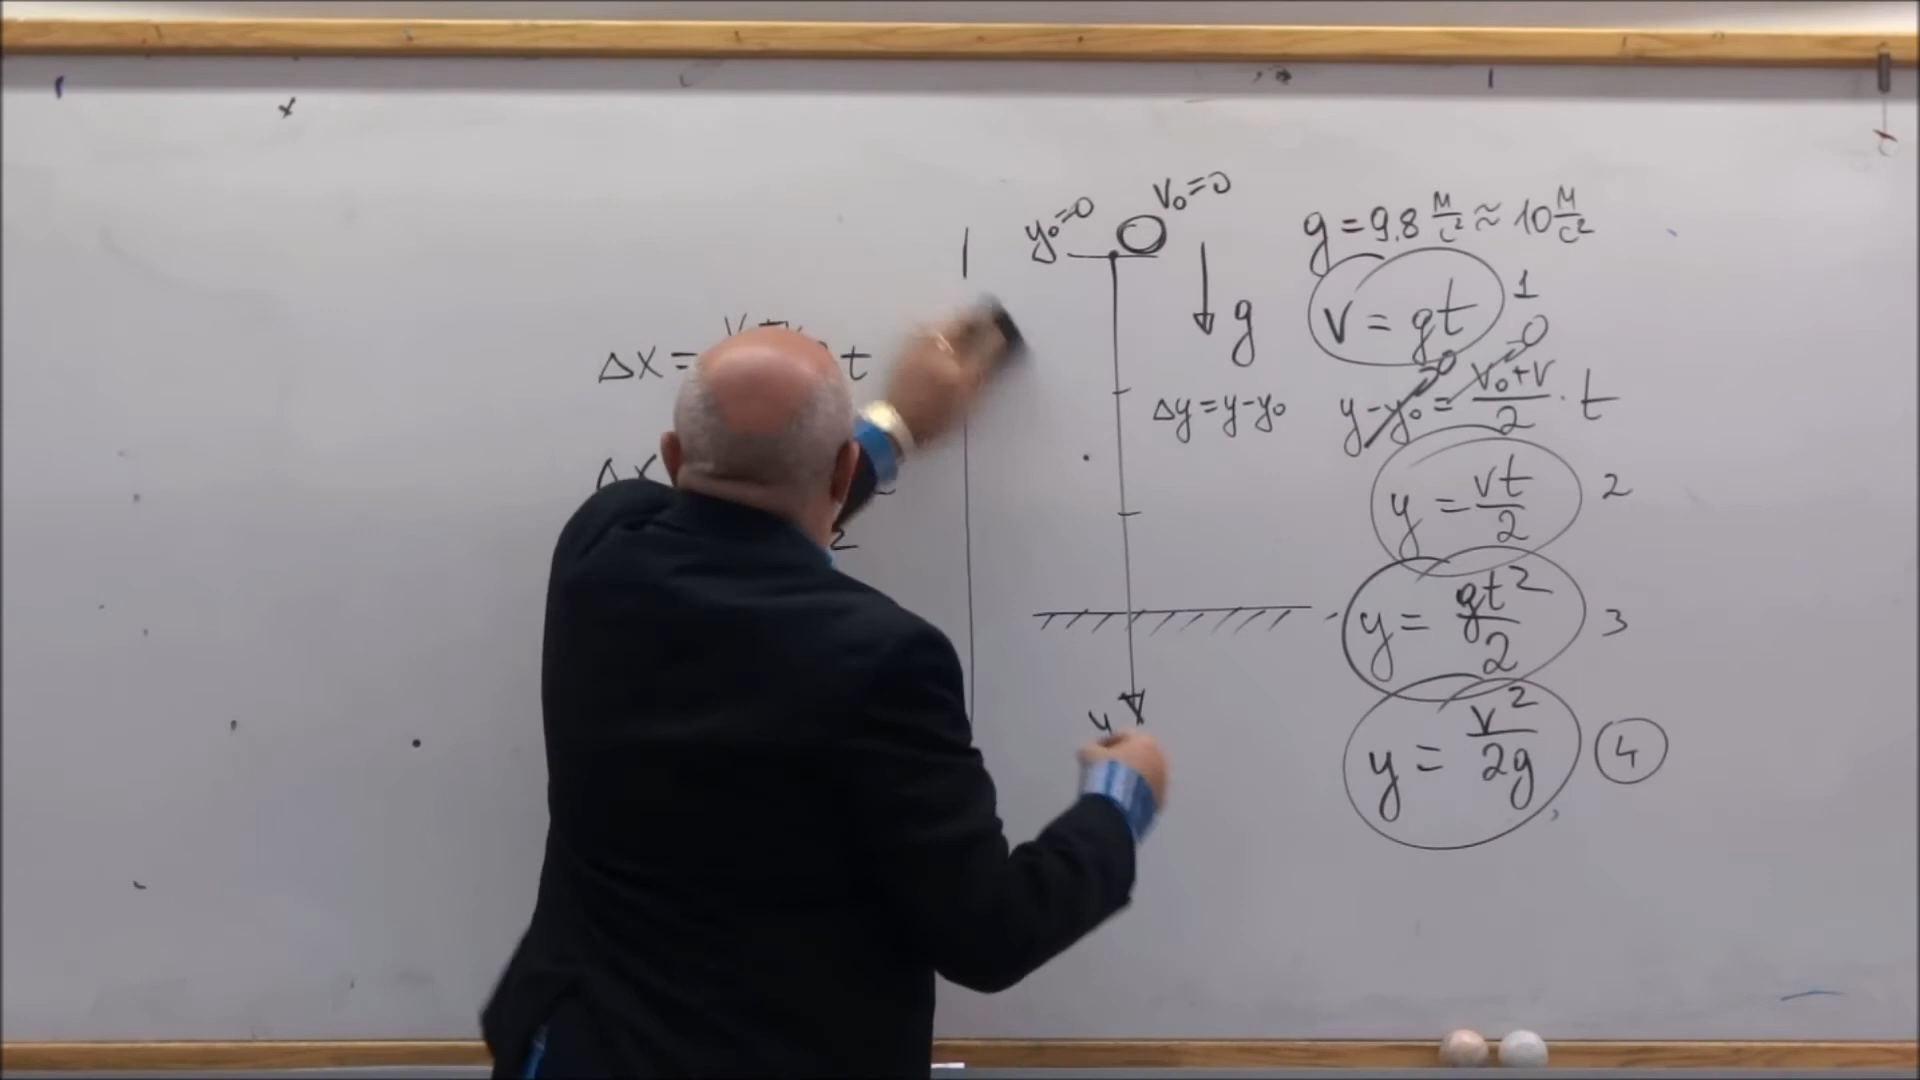 ΔX = t
ΔX
2
y₀=0
V₀=0
g
Δy = y-y₀
y
g = 9.8 м/с² ≈ 10 м/с²
V = gt 1
y - y₀ = (V₀+V)/2 · t
0
0
y = vt/2 2
y = gt²/2 3
y = v²/2g 4